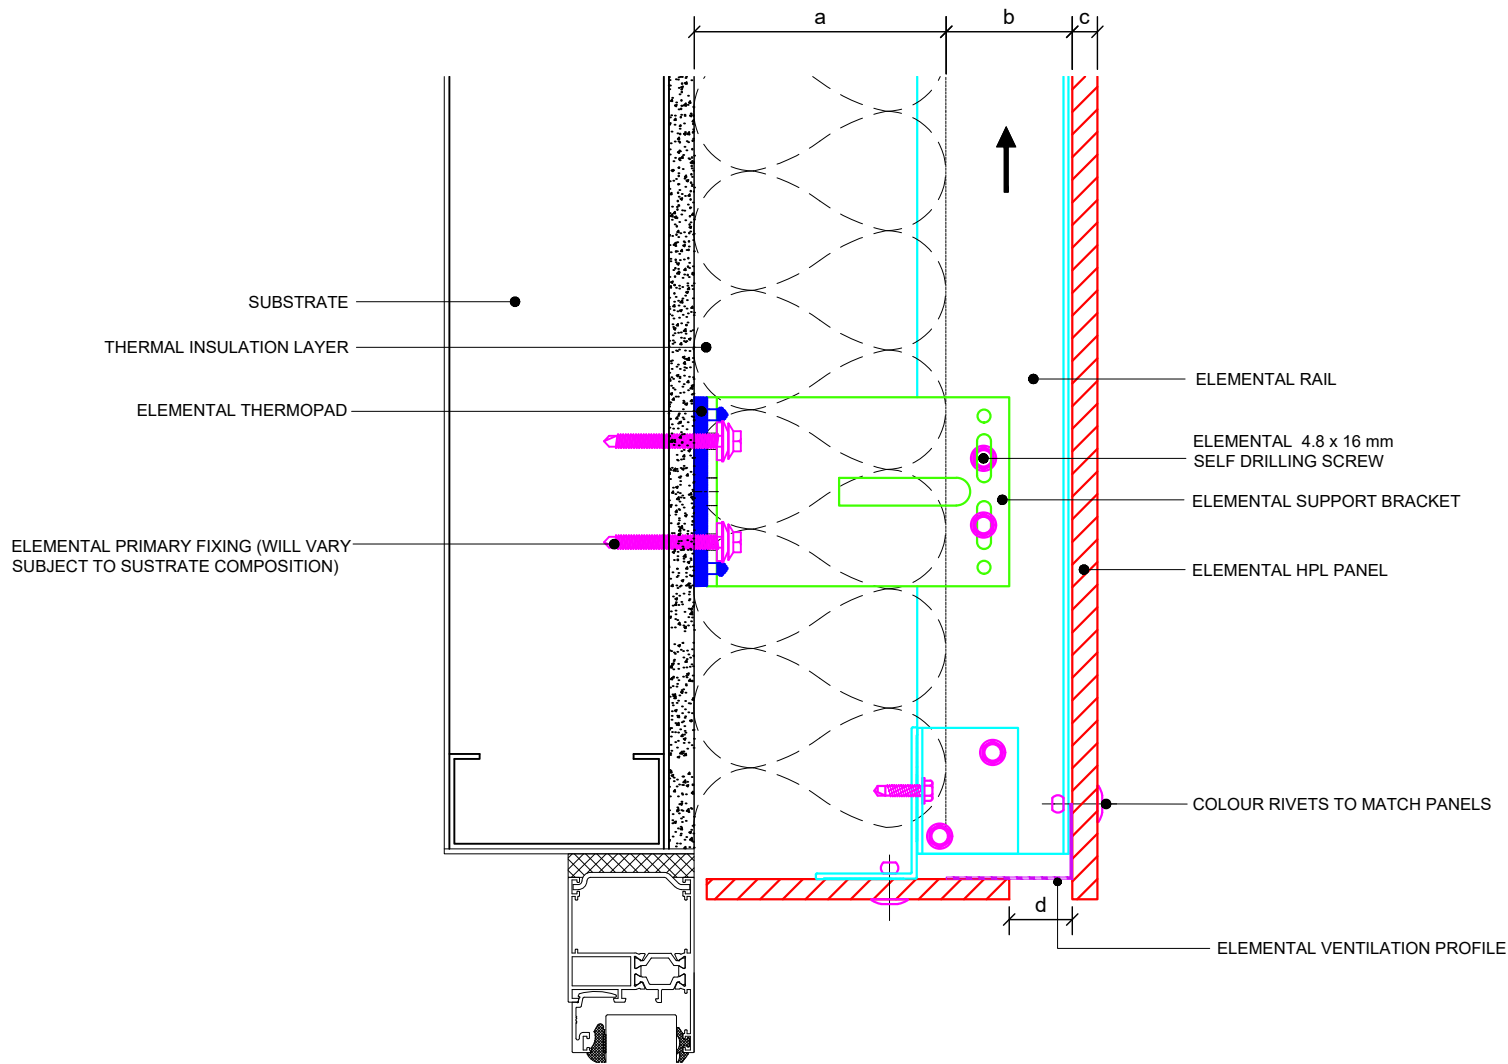 a
b
c
SUBSTRATE
THERMAL INSULATION LAYER
ELEMENTAL THERMOPAD
ELEMENTAL PRIMARY FIXING (WILL VARY
SUBJECT TO SUSTRATE COMPOSITION)
ELEMENTAL RAIL
ELEMENTAL 4.8 x 16 mm
SELF DRILLING SCREW
ELEMENTAL SUPPORT BRACKET
ELEMENTAL HPL PANEL
COLOUR RIVETS TO MATCH PANELS
d
ELEMENTAL VENTILATION PROFILE